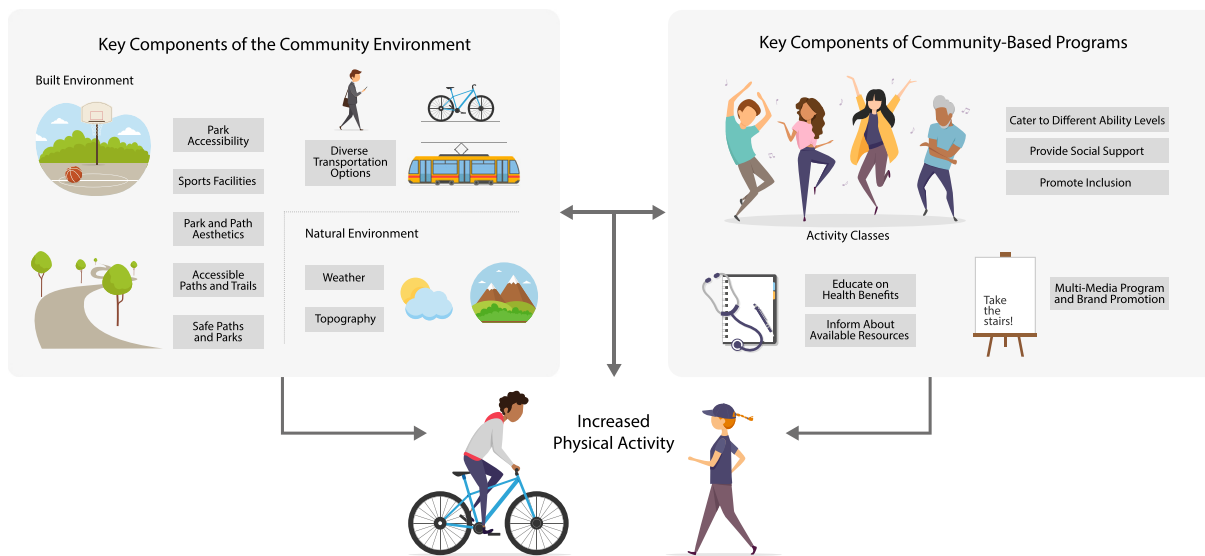 Key Components of the Community Environment
Built Environment
Park
Accessibility
Sports Facilities
Park and Path
Aesthetics
Accessible
Paths and Trails
Safe Paths
and Parks
Diverse
Transportation
Options
Natural Environment
Weather
Topography
Key Components of Community-Based Programs
Cater to Different Ability Levels
Provide Social Support
Promote Inclusion
Activity Classes
Educate on
Health Benefits
Inform About
Available Resources
Take
the
stairs!
Multi-Media Program
and Brand Promotion
Increased
Physical Activity